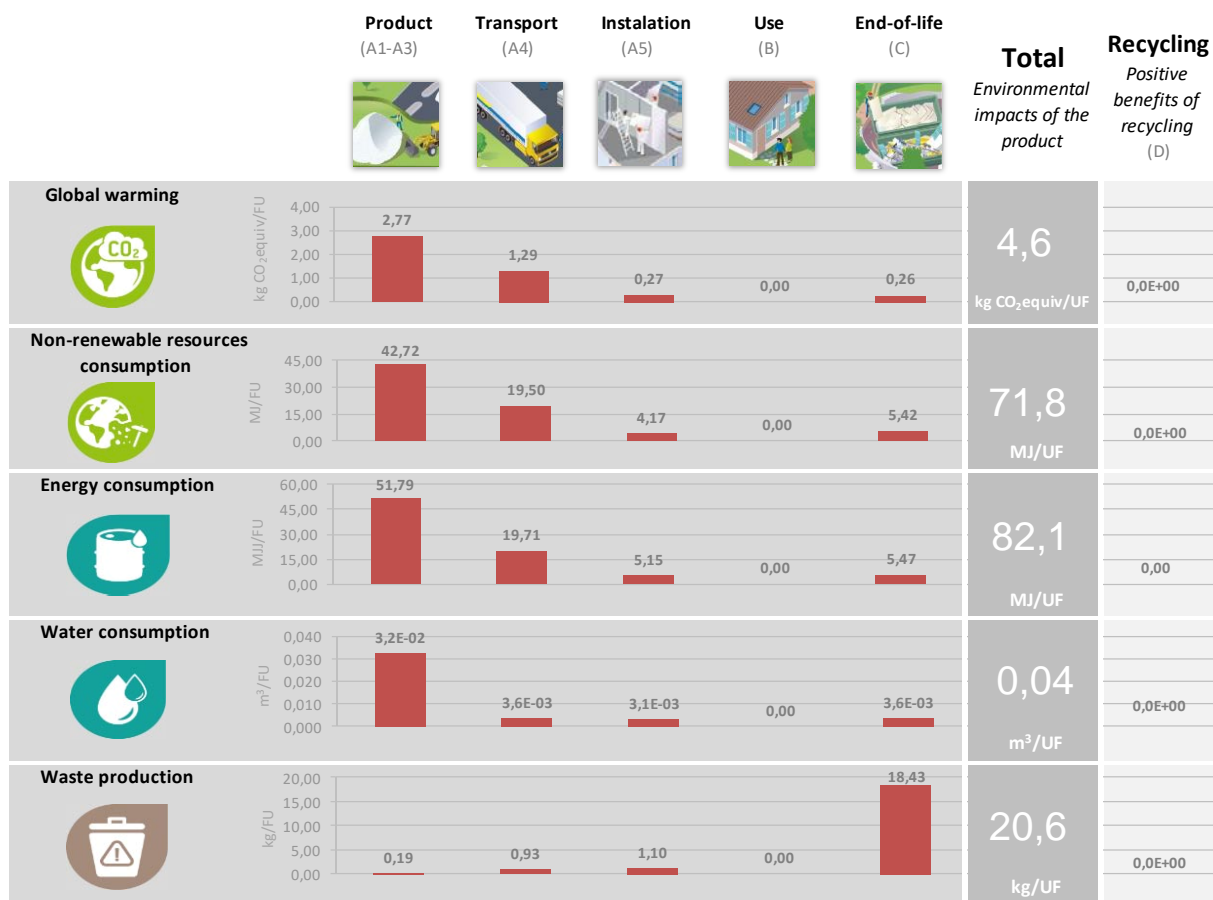 Product
(A1-A3)
Transport
(A4)
Instalation
(A5)
Use
(B)
End-of-life
(C)
Total
Environmental
impacts of the
product
Recycling
Positive
benefits of
recycling
(D)
Global warming
CO₂
kg CO₂equiv/FU
4,00
3,00
2,00
1,00
0,00
2,77
1,29
0,27
0,00
0,26
4,6
kg CO₂equiv/UF
0,0E+00
Non-renewable resources
consumption
MJ/FU
45,00
30,00
15,00
0,00
42,72
19,50
4,17
0,00
5,42
71,8
MJ/UF
0,0E+00
Energy consumption
MJJ/FU
60,00
45,00
30,00
15,00
0,00
51,79
19,71
5,15
0,00
5,47
82,1
MJ/UF
0,00
Water consumption
m³/FU
0,040
0,030
0,020
0,010
0,000
3,2E-02
3,6E-03
3,1E-03
0,00
3,6E-03
0,04
m³/UF
0,0E+00
Waste production
kg/FU
20,00
15,00
10,00
5,00
0,00
0,19
0,93
1,10
0,00
18,43
20,6
kg/UF
0,0E+00